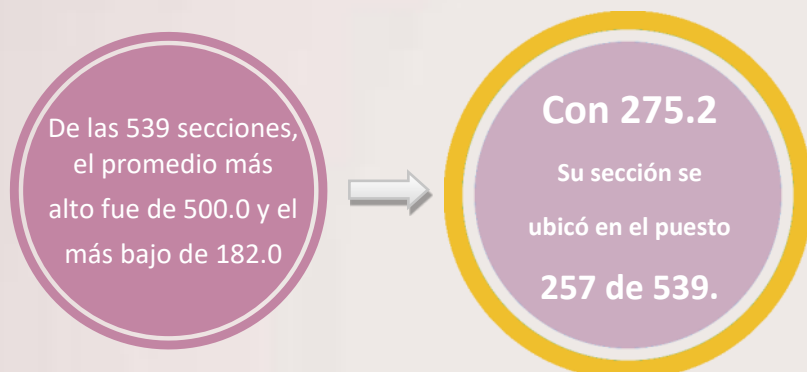 De las 539 secciones,
el promedio más
alto fue de 500.0 y el
más bajo de 182.0
Con 275.2
Su sección se
ubicó en el puesto
257 de 539.